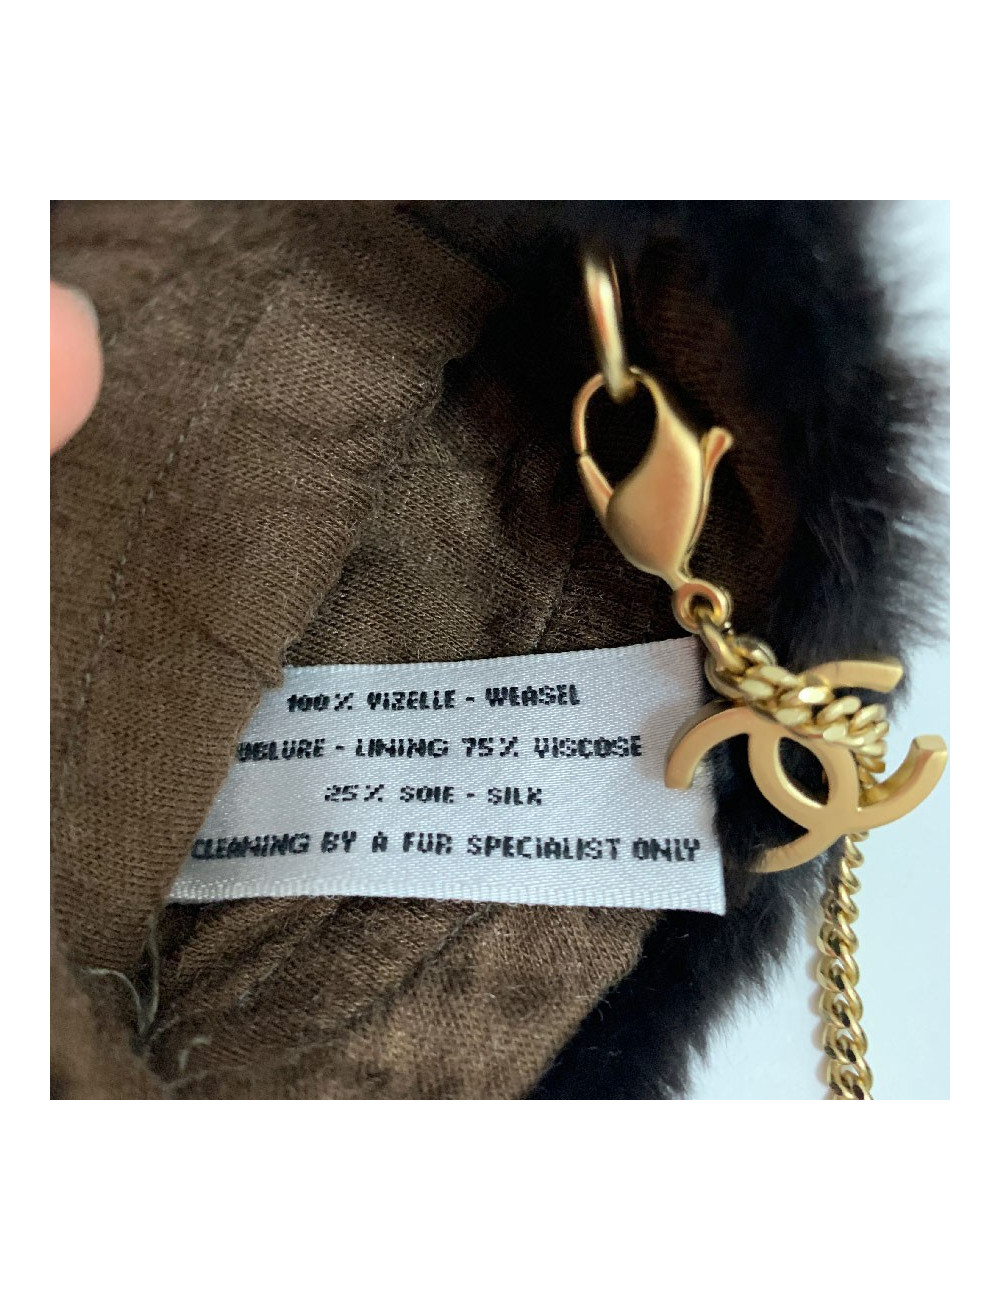 100% VIZELLE - WEASEL
OUBLURE - LINING 75% VISCOSE
25% SOIE - SILK
CLEANING BY A FUR SPECIALIST ONLY